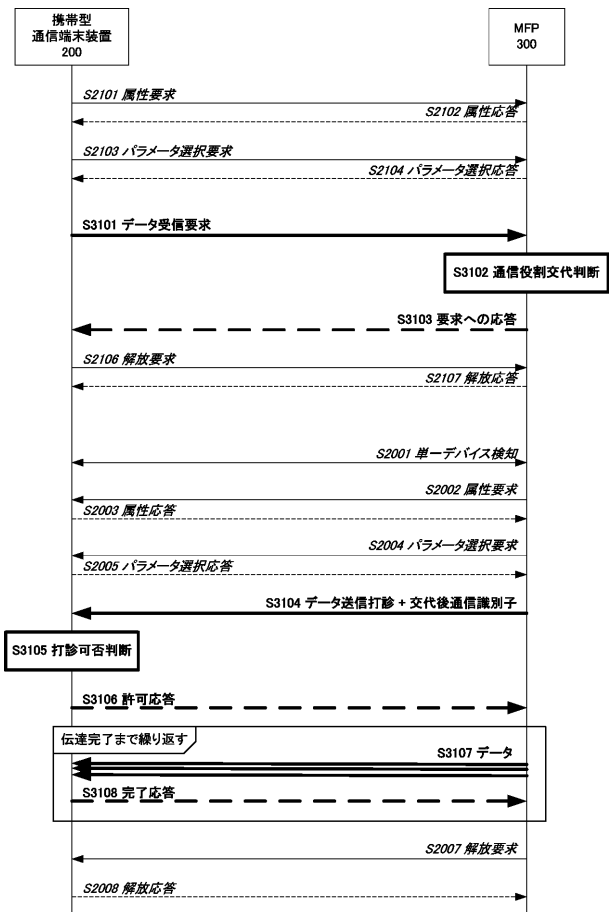 携帯型
通信端末装置
200
MFP
300
S2101 属性要求
S2102 属性応答
S2103 パラメータ選択要求
S2104 パラメータ選択応答
S3101 データ受信要求
S3102 通信役割交代判断
S3103 要求への応答
S2106 解放要求
S2107 解放応答
S2001 単一デバイス検知
S2002 属性要求
S2003 属性応答
S2004 パラメータ選択要求
S2005 パラメータ選択応答
S3104 データ送信打診 + 交代後通信識別子
S3105 打診可否判断
S3106 許可応答
伝達完了まで繰り返す
S3107 データ
S3108 完了応答
S2007 解放要求
S2008 解放応答